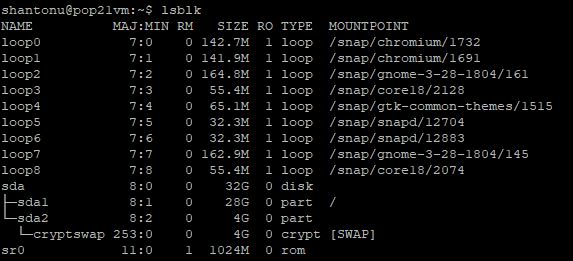 shantonu@pop21vm:~$ lsblk
NAME MAJ:MIN RM SIZE RO TYPE MOUNTPOINT
loop0 7:0 0 142.7M 1 loop /snap/chromium/1732
loop1 7:1 0 141.9M 1 loop /snap/chromium/1691
loop2 7:2 0 164.8M 1 loop /snap/gnome-3-28-1804/161
loop3 7:3 0 55.4M 1 loop /snap/core18/2128
loop4 7:4 0 65.1M 1 loop /snap/gtk-common-themes/1515
loop5 7:5 0 32.3M 1 loop /snap/snapd/12704
loop6 7:6 0 32.3M 1 loop /snap/snapd/12883
loop7 7:7 0 162.9M 1 loop /snap/gnome-3-28-1804/145
loop8 7:8 0 55.4M 1 loop /snap/core18/2074
sda 8:0 0 32G 0 disk
├─sda1 8:1 0 28G 0 part /
└─sda2 8:2 0 4G 0 part
└─cryptswap 253:0 0 4G 0 crypt [SWAP]
sr0 11:0 1 1024M 0 rom